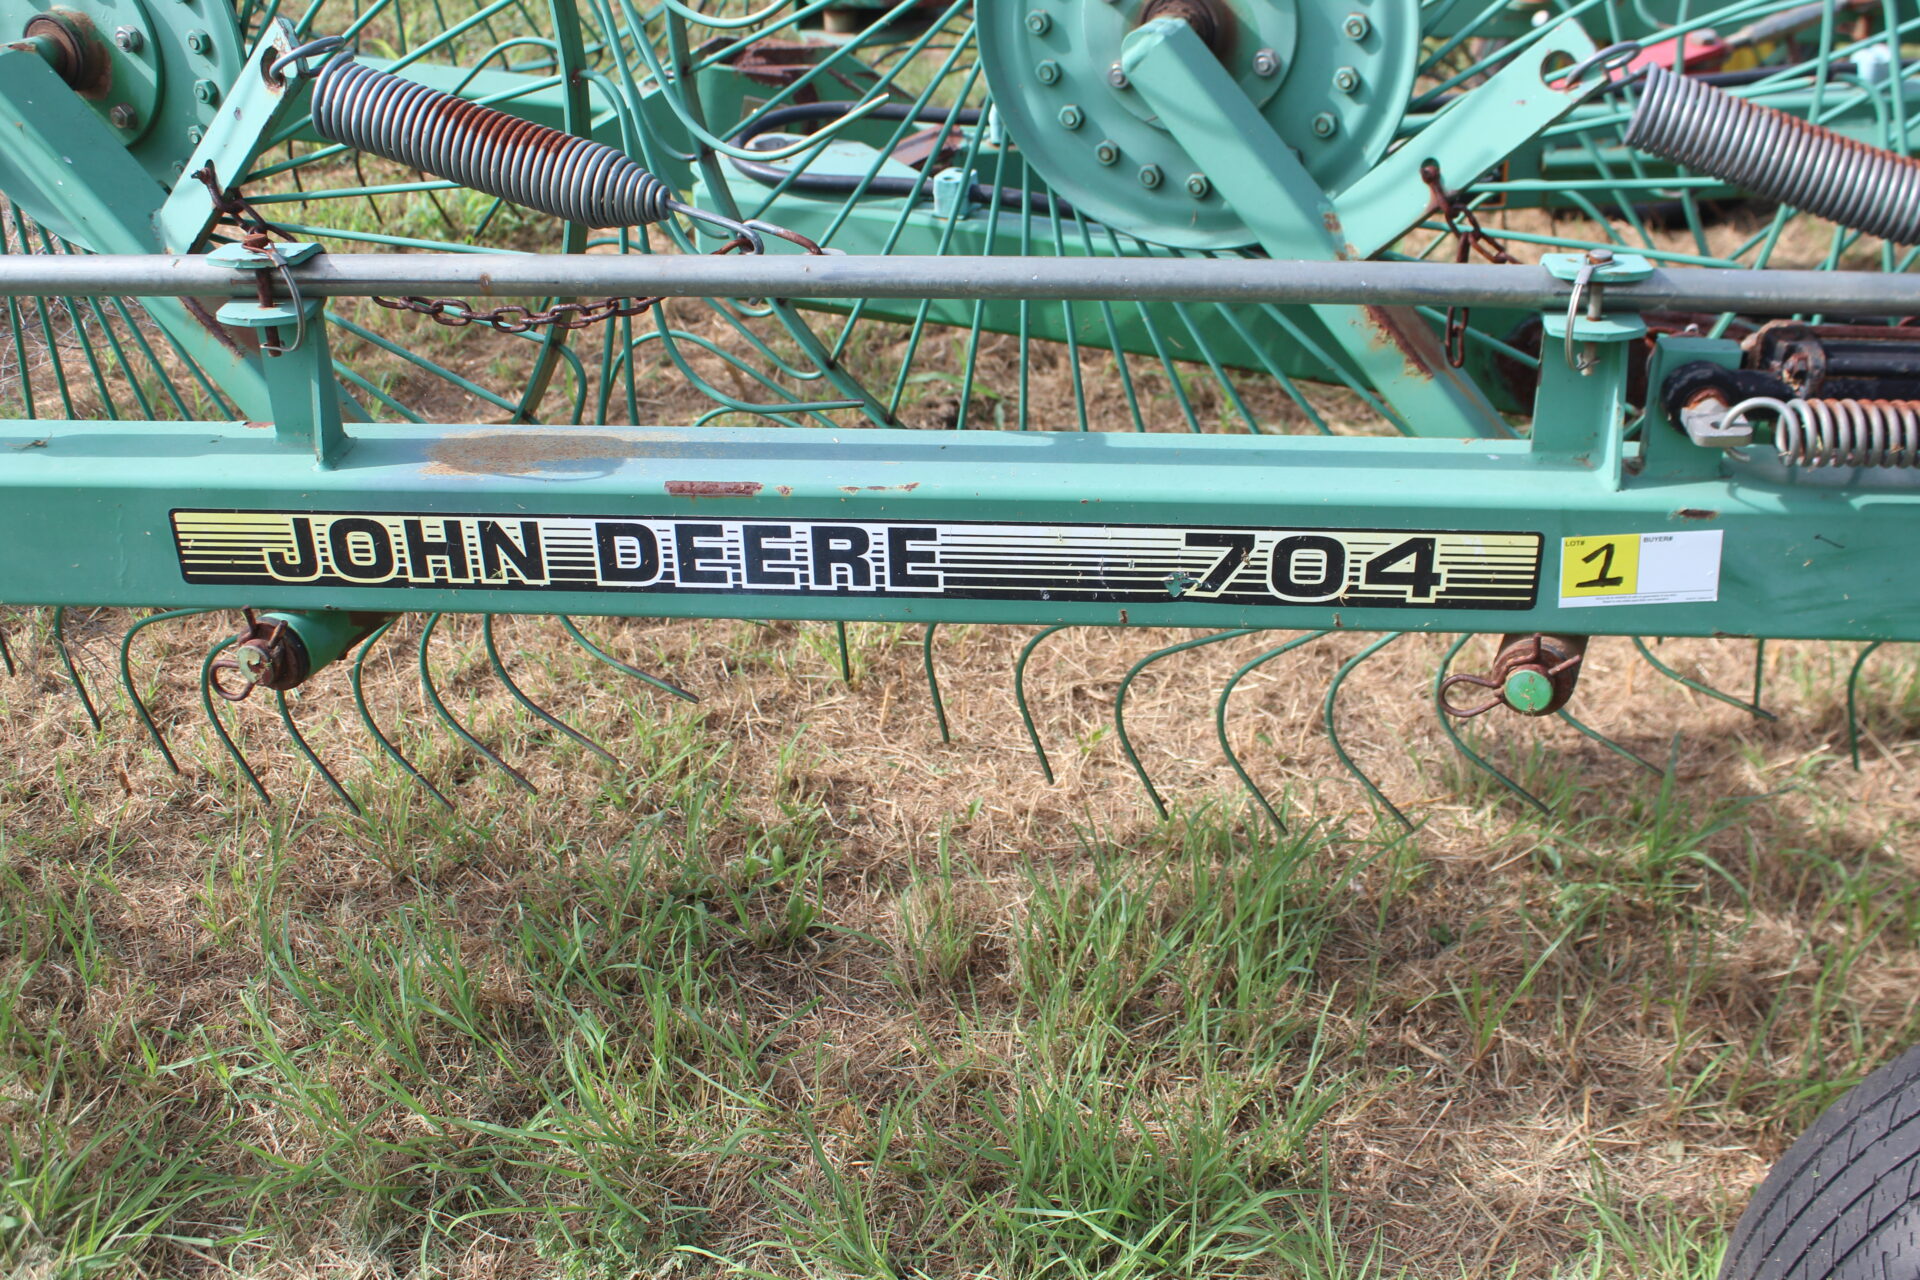 JOHN DEERE 704
LOT#
1
BUYER#